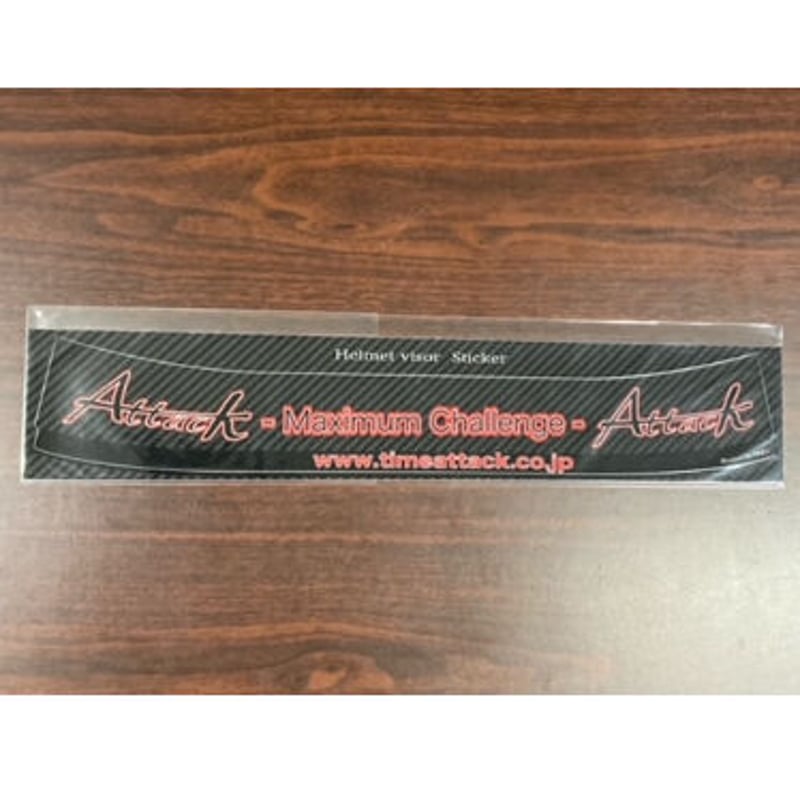 Helmet visor Sticker
Attack - Maximum Challenge - Attack
www.timeattack.co.jp